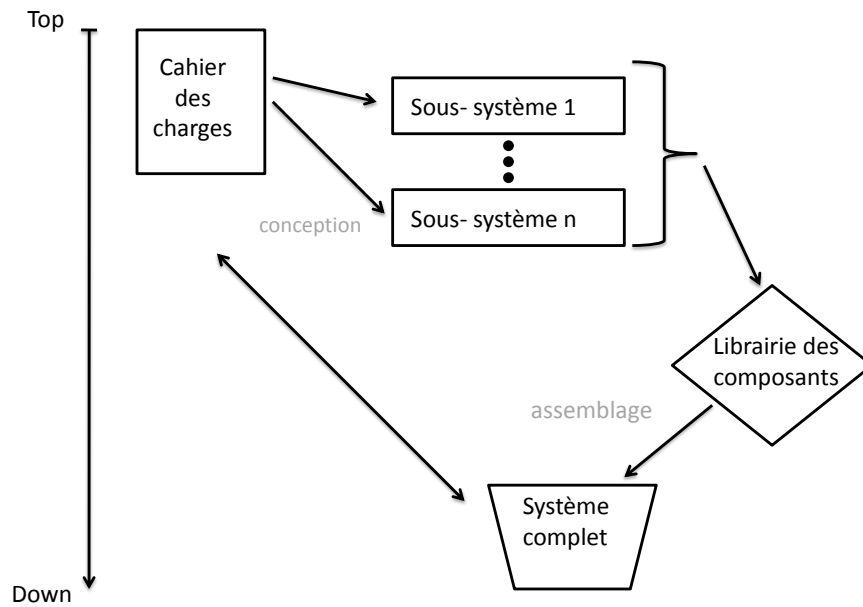 Top
Cahier
des
charges
Sous- système 1
Sous- système n
conception
Librairie des
composants
assemblage
Système
complet
Down